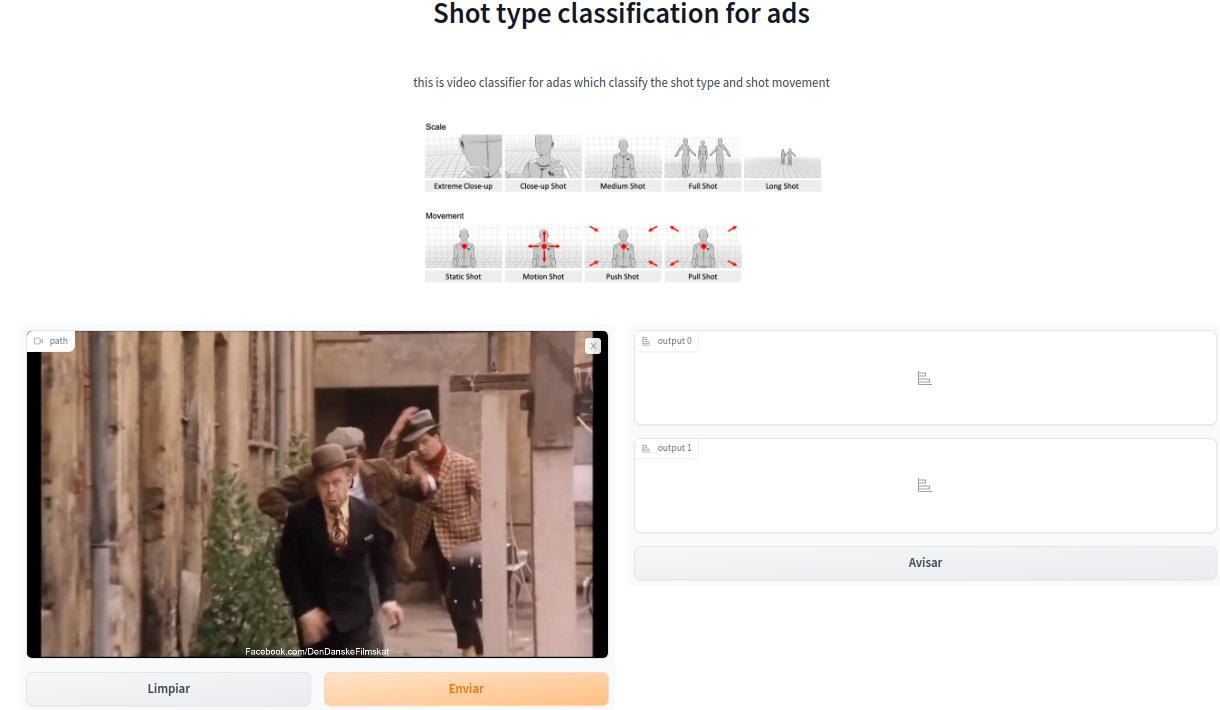 Shot type classification for ads
this is video classifier for adas which classify the shot type and shot movement
Scale
Extreme Close-up
Close-up Shot
Medium Shot
Full Shot
Long Shot
Movement
Static Shot
Motion Shot
Push Shot
Pull Shot
path
Facebook.com/DenDanskeFilmskat
Limpiar
Enviar
output 0
output 1
Avisar